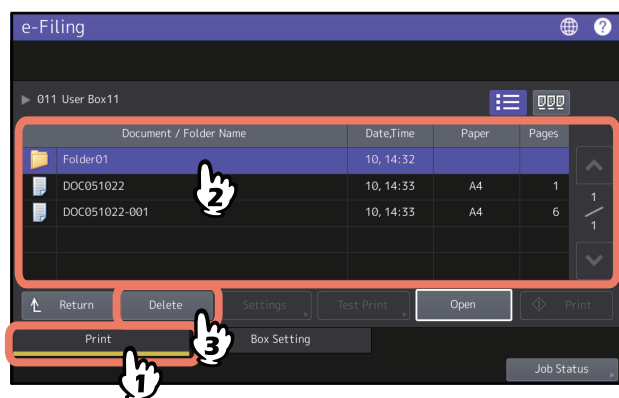 e-Filing ?
011 User Box11
Document / Folder Name Date,Time Paper Pages
Folder01 10, 14:32
DOC051022 10, 14:33 A4 1
DOC051022-001 10, 14:33 A4 6
1
1
Return Delete Settings Test Print Open Print
Print Box Setting
Job Status
2
3
1